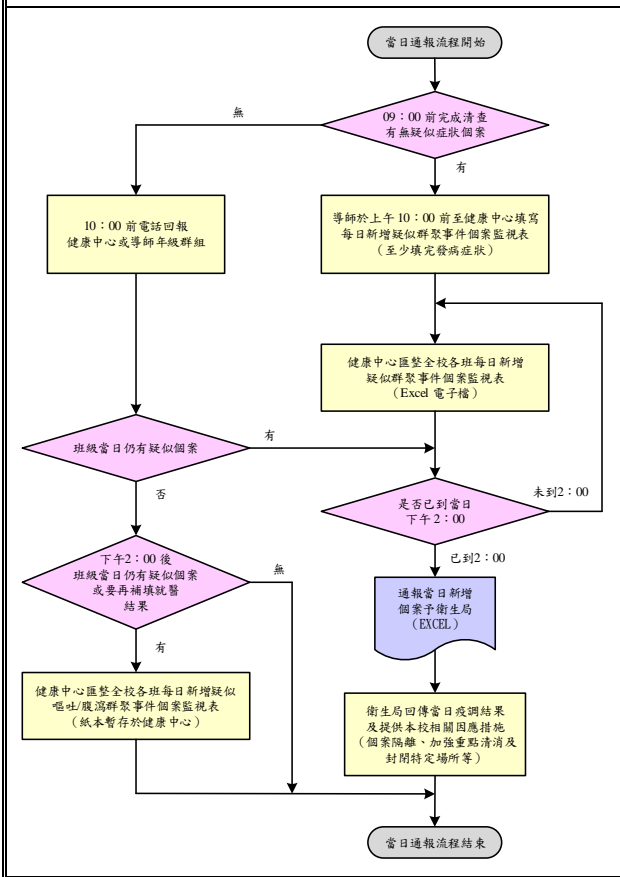 當日通報流程開始
09：00 前完成清查
有無疑似症狀個案
無
有
10：00 前電話回報
健康中心或導師年級群組
導師於上午 10：00 前至健康中心填寫
每日新增疑似群聚事件個案監視表
（至少填完發病症狀）
健康中心匯整全校各班每日新增
疑似群聚事件個案監視表
（Excel 電子檔）
班級當日仍有疑似個案
有
否
是否已到當日
下午 2：00
未到2：00
已到2：00
下午2：00 後
班級當日仍有疑似個案
或要再補填就醫
結果
無
有
通報當日新增
個案予衛生局
（EXCEL）
健康中心匯整全校各班每日新增疑似
嘔吐/腹瀉群聚事件個案監視表
（紙本暫存於健康中心）
衛生局回傳當日疫調結果
及提供本校相關因應措施
（個案隔離、加強重點清消及
封閉特定場所等）
當日通報流程結束